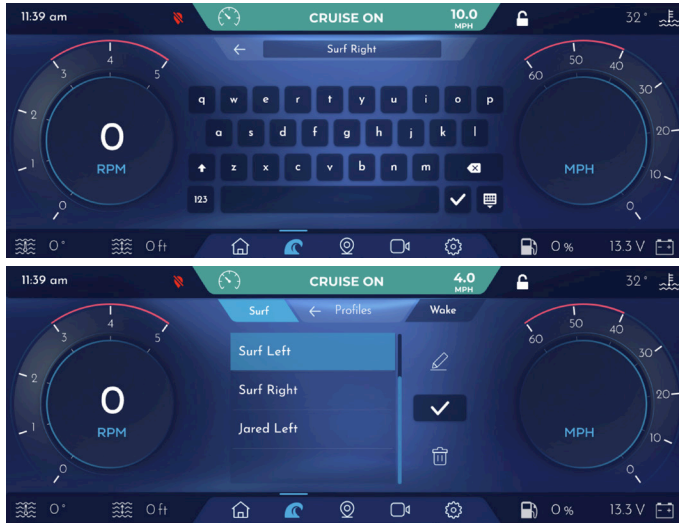 11:39 am
CRUISE ON
10.0
MPH
32°
Surf Right
3 4 5
2
1
0
0
RPM
q w e r t y u i o p
a s d f g h j k l
z x c v b n m
123
60 50 40
30
20
10
0
MPH
0°
0 ft
0 %
13.3 V
11:39 am
CRUISE ON
4.0
MPH
32°
Surf
Profiles
Wake
3 4 5
2
1
0
0
RPM
Surf Left
Surf Right
Jared Left
60 50 40
30
20
10
0
MPH
0°
0 ft
0 %
13.3 V